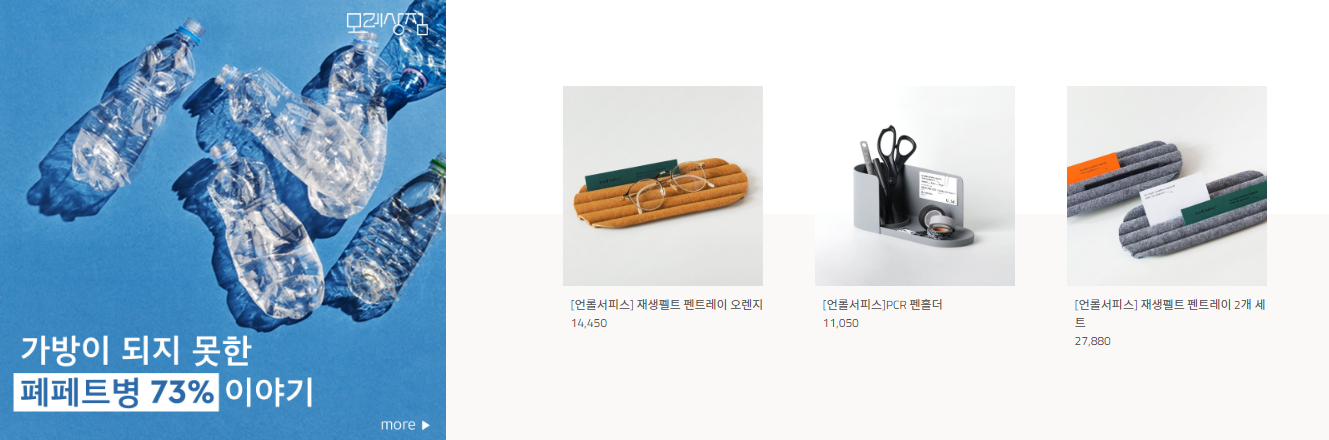 모레상점
가방이 되지 못한
폐페트병 73% 이야기
more ▶
[언롤서피스] 재생펠트 펜트레이 오렌지
14,450
[언롤서피스]PCR 펜홀더
11,050
[언롤서피스] 재생펠트 펜트레이 2개 세
트
27,880